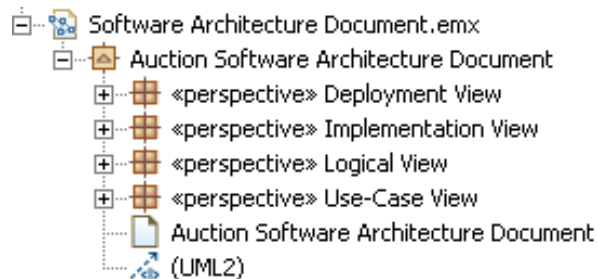 Software Architecture Document.emx
Auction Software Architecture Document
«perspective» Deployment View
«perspective» Implementation View
«perspective» Logical View
«perspective» Use-Case View
Auction Software Architecture Document
(UML2)